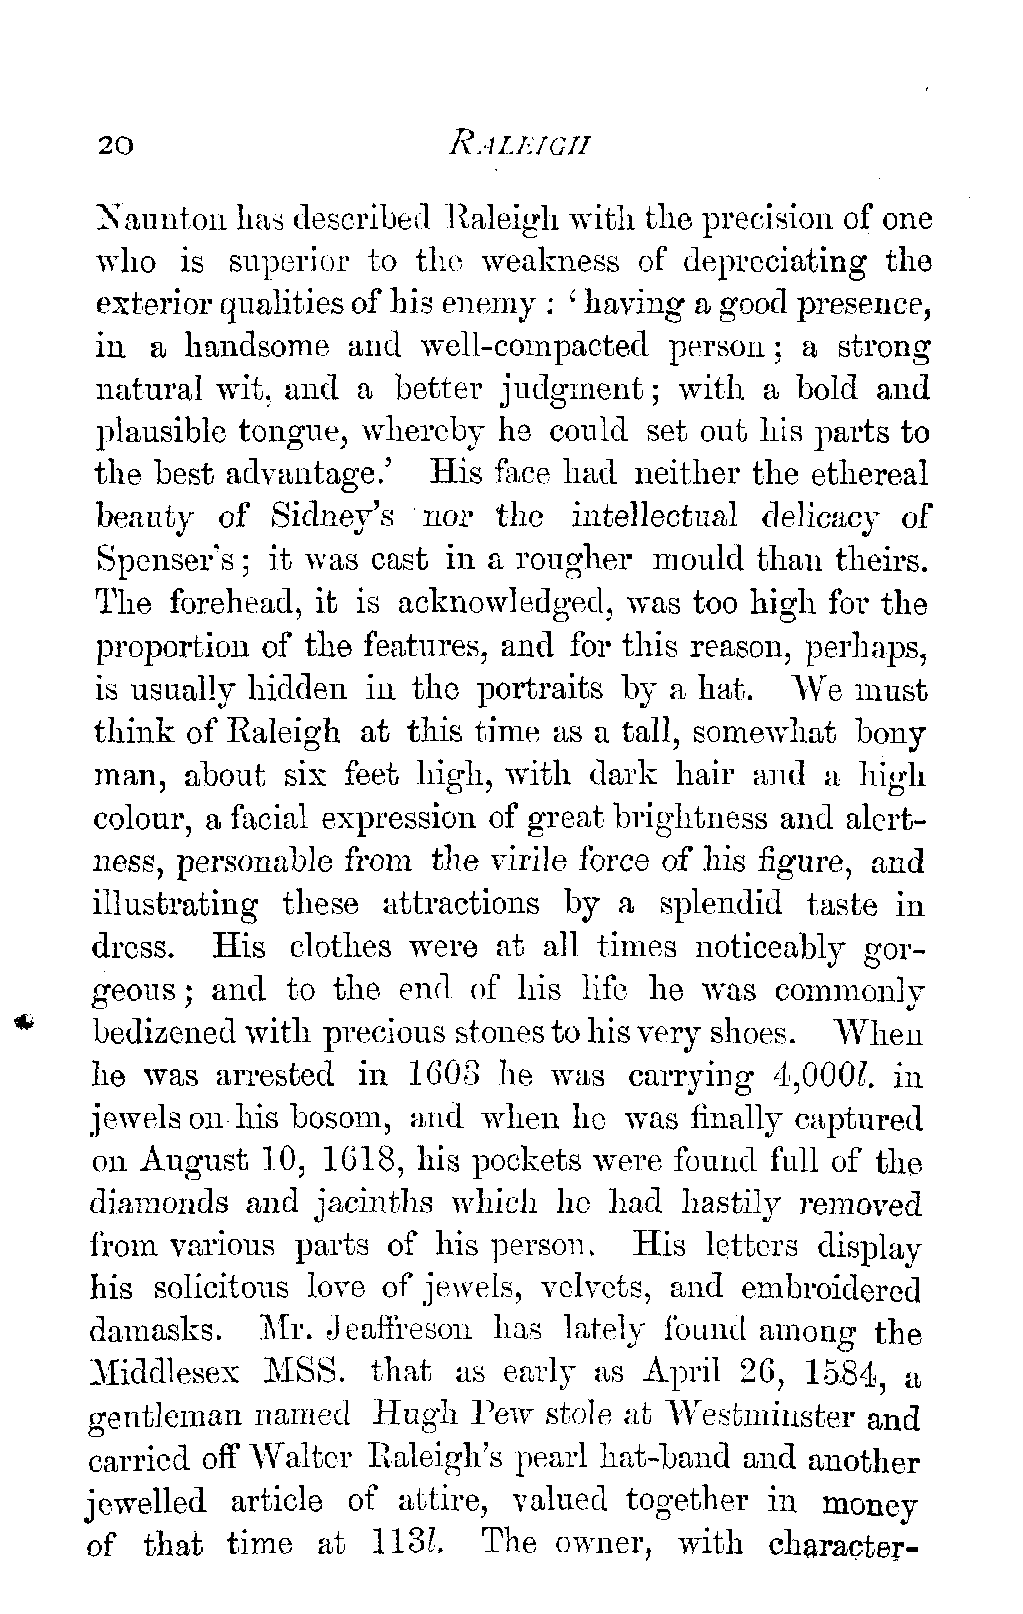 20 RALEIGH
Naunton has described Raleigh with the precision of one
who is superior to the weakness of depreciating the
exterior qualities of his enemy : ‘ having a good presence,
in a handsome and well-compacted person ; a strong
natural wit, and a better judgment ; with a bold and
plausible tongue, whereby he could set out his parts to
the best advantage.’ His face had neither the ethereal
beauty of Sidney’s nor the intellectual delicacy of
Spenser’s ; it was cast in a rougher mould than theirs.
The forehead, it is acknowledged, was too high for the
proportion of the features, and for this reason, perhaps,
is usually hidden in the portraits by a hat. We must
think of Raleigh at this time as a tall, somewhat bony
man, about six feet high, with dark hair and a high
colour, a facial expression of great brightness and alert-
ness, personable from the virile force of his figure, and
illustrating these attractions by a splendid taste in
dress. His clothes were at all times noticeably gor-
geous ; and to the end of his life he was commonly
bedizened with precious stones to his very shoes. When
he was arrested in 1603 he was carrying 4,000l. in
jewels on his bosom, and when he was finally captured
on August 10, 1618, his pockets were found full of the
diamonds and jacinths which he had hastily removed
from various parts of his person. His letters display
his solicitous love of jewels, velvets, and embroidered
damasks. Mr. Jeaffreson has lately found among the
Middlesex MSS. that as early as April 26, 1584, a
gentleman named Hugh Pew stole at Westminster and
carried off Walter Raleigh’s pearl hat-band and another
jewelled article of attire, valued together in money
of that time at 113l. The owner, with character-